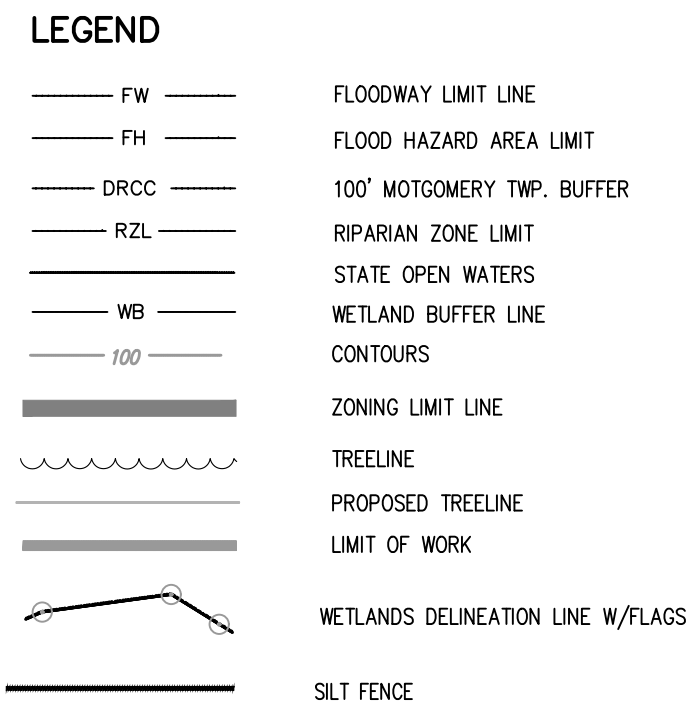 LEGEND
FW FLOODWAY LIMIT LINE
FH FLOOD HAZARD AREA LIMIT
DRCC 100' MOTGOMERY TWP. BUFFER
RZL RIPARIAN ZONE LIMIT
STATE OPEN WATERS
WB WETLAND BUFFER LINE
100 CONTOURS
ZONING LIMIT LINE
TREELINE
PROPOSED TREELINE
LIMIT OF WORK
WETLANDS DELINEATION LINE W/FLAGS
SILT FENCE